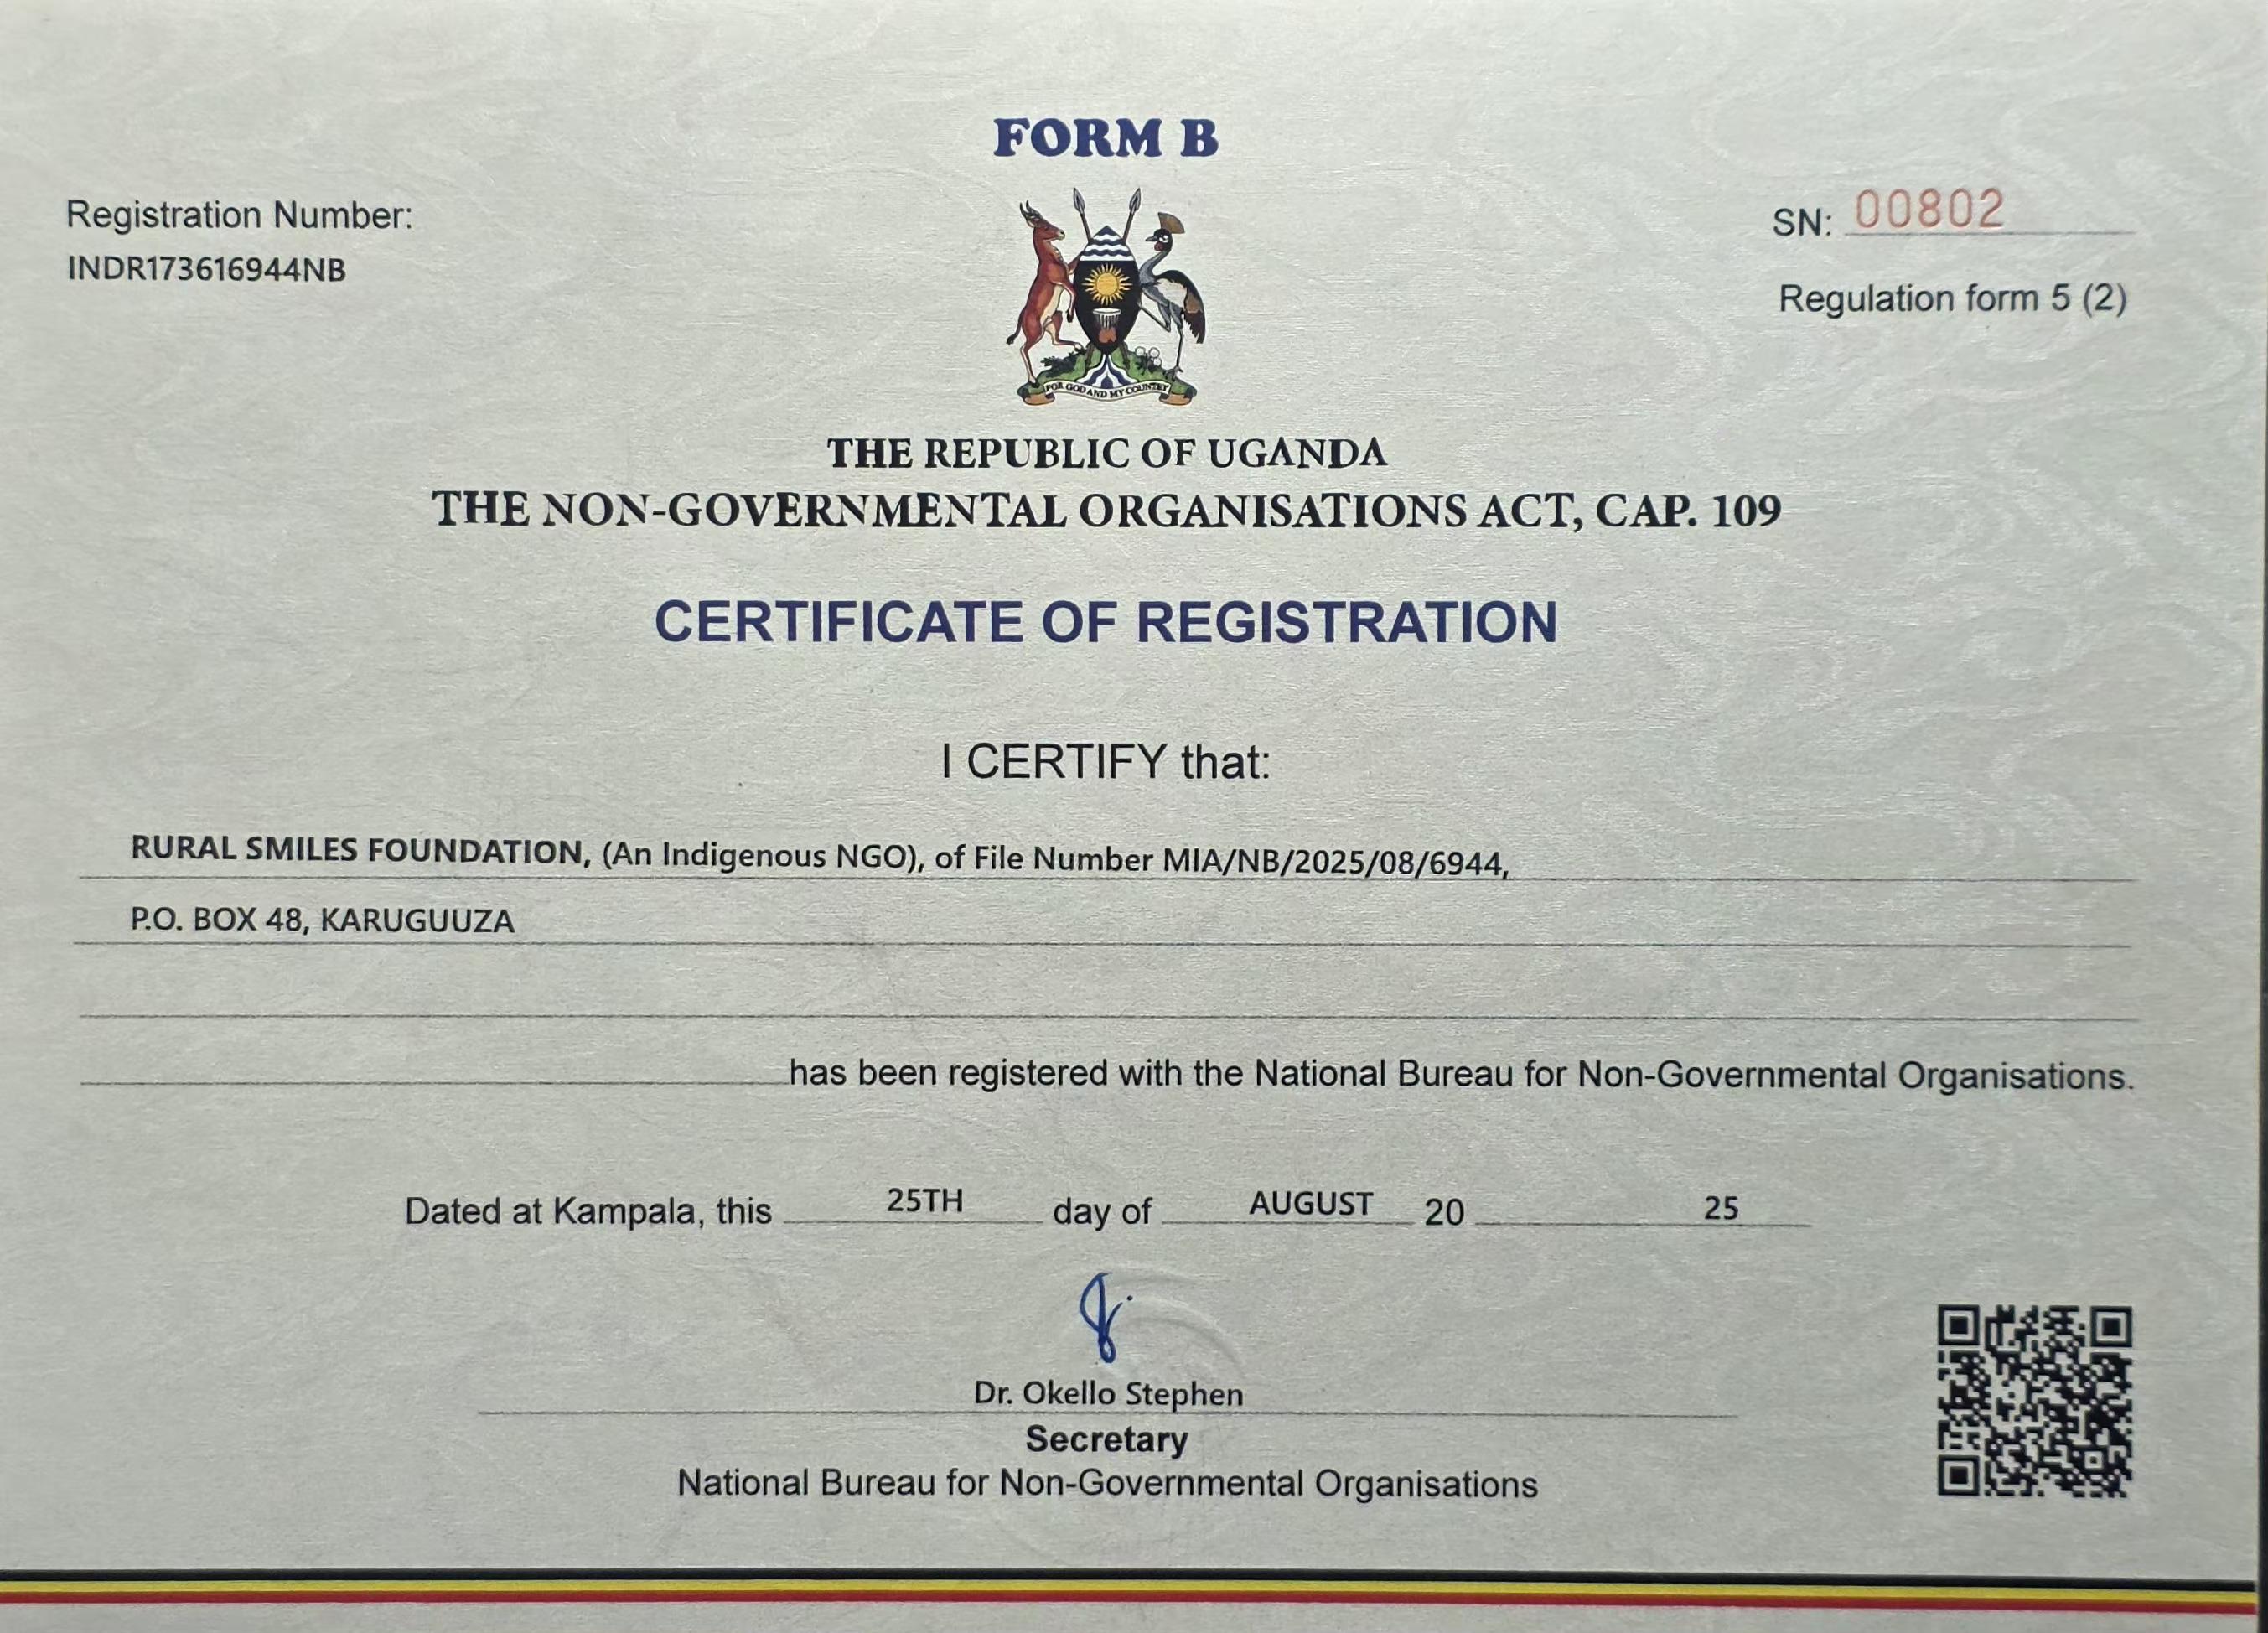 FORM B
Registration Number:
INDR173616944NB
SN: 00802
Regulation form 5 (2)
FOR GOD AND MY COUNTRY
THE REPUBLIC OF UGANDA
THE NON-GOVERNMENTAL ORGANISATIONS ACT, CAP. 109
CERTIFICATE OF REGISTRATION
I CERTIFY that:
RURAL SMILES FOUNDATION, (An Indigenous NGO), of File Number MIA/NB/2025/08/6944,
P.O. BOX 48, KARUGUUZA
has been registered with the National Bureau for Non-Governmental Organisations.
Dated at Kampala, this 25TH day of AUGUST 20 25
Dr. Okello Stephen
Secretary
National Bureau for Non-Governmental Organisations